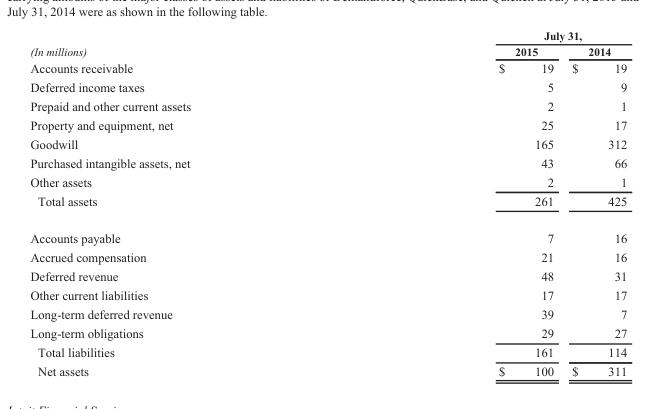 July 31, 2014 were as shown in the following table.
July 31,
(In millions) 2015 2014
Accounts receivable $ 19 $ 19
Deferred income taxes 5 9
Prepaid and other current assets 2 1
Property and equipment, net 25 17
Goodwill 165 312
Purchased intangible assets, net 43 66
Other assets 2 1
Total assets 261 425
Accounts payable 7 16
Accrued compensation 21 16
Deferred revenue 48 31
Other current liabilities 17 17
Long-term deferred revenue 39 7
Long-term obligations 29 27
Total liabilities 161 114
Net assets $ 100 $ 311